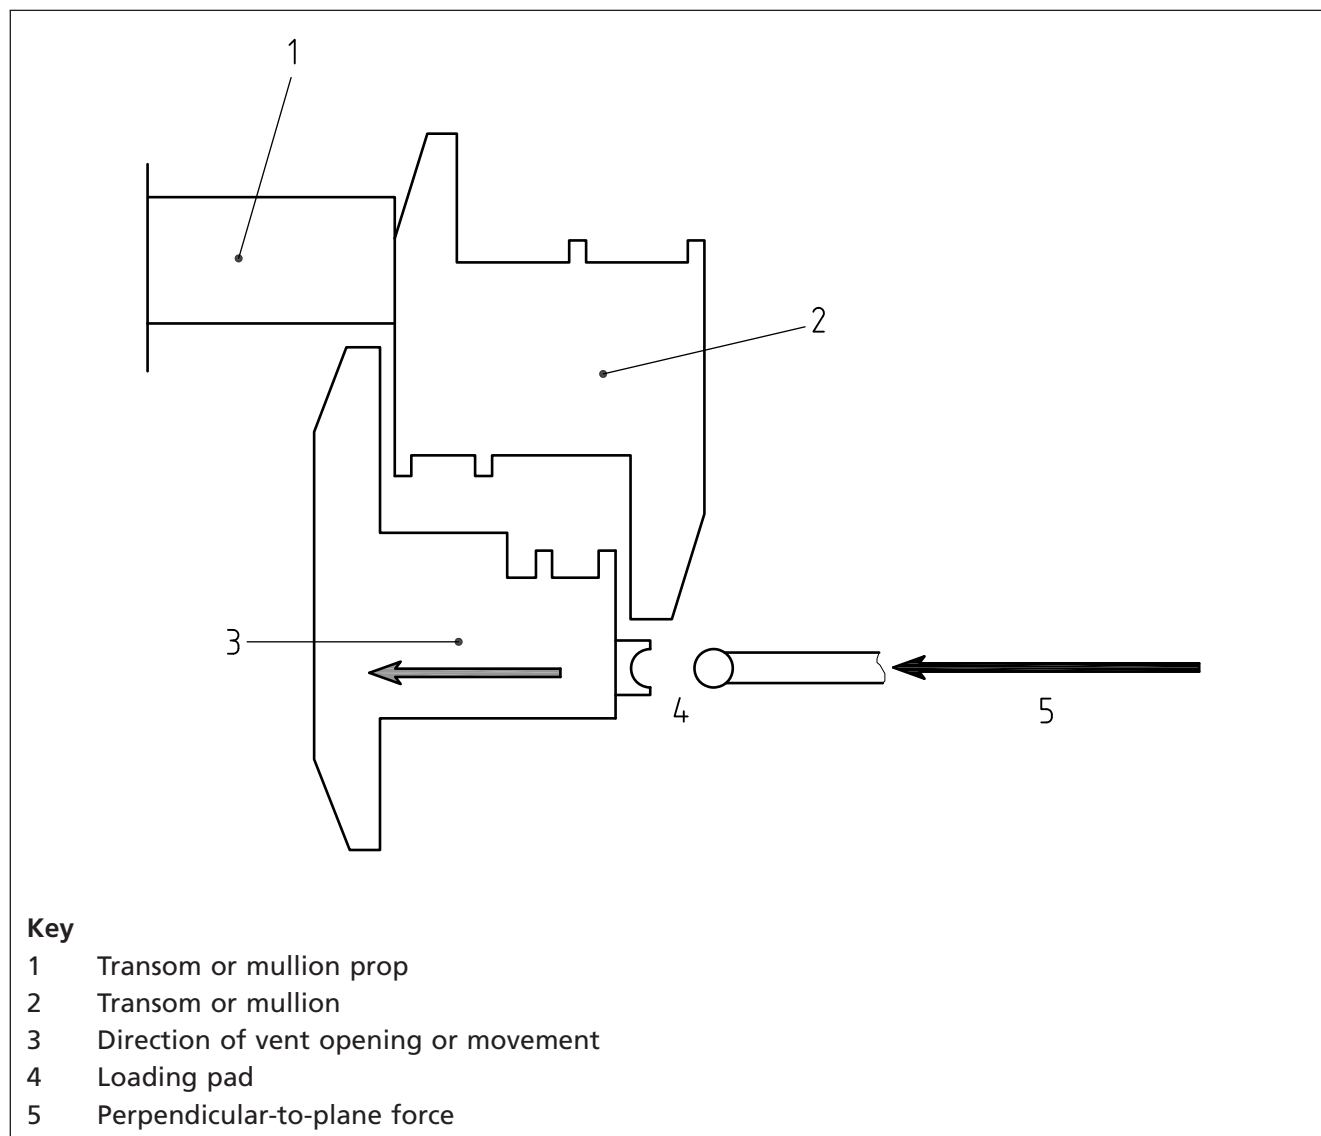 1
2
3
4
5
Key
1 Transom or mullion prop
2 Transom or mullion
3 Direction of vent opening or movement
4 Loading pad
5 Perpendicular-to-plane force